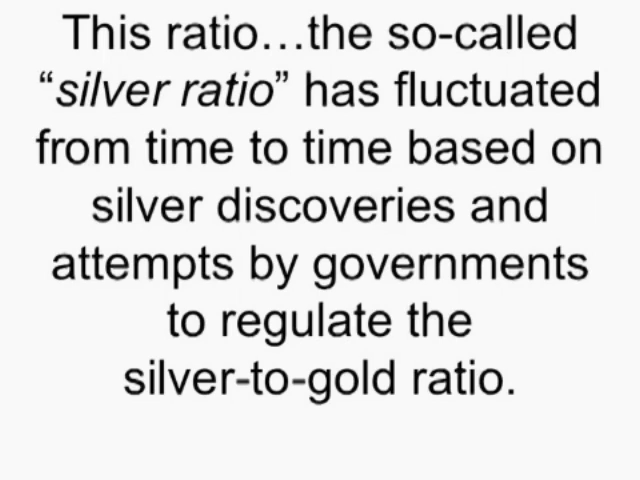 This ratio…the so-called
“silver ratio” has fluctuated
from time to time based on
silver discoveries and
attempts by governments
to regulate the
silver-to-gold ratio.